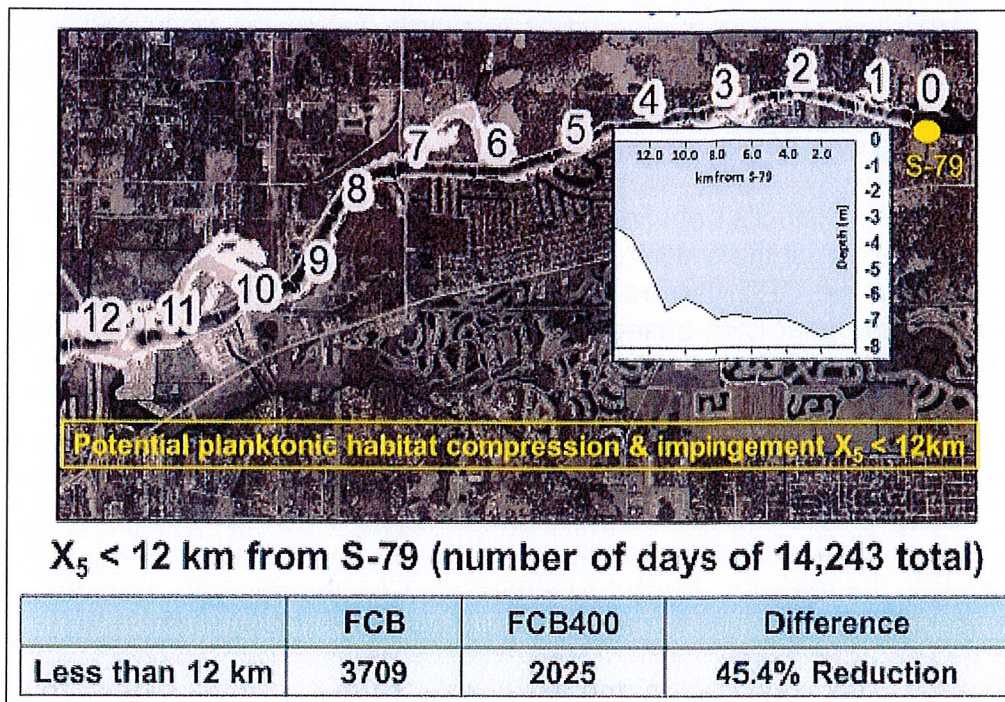 0
1
2
3
4
5
6
7
8
9
10
11
12
S-79
12.0 10.0 8.0 6.0 4.0 2.0
km from S-79
Depth (m)
0
-1
-2
-3
-4
-5
-6
-7
-8
Potential planktonic habitat compression & impingement X₅ < 12km
X₅ < 12 km from S-79 (number of days of 14,243 total)
FCB FCB400 Difference
Less than 12 km 3709 2025 45.4% Reduction